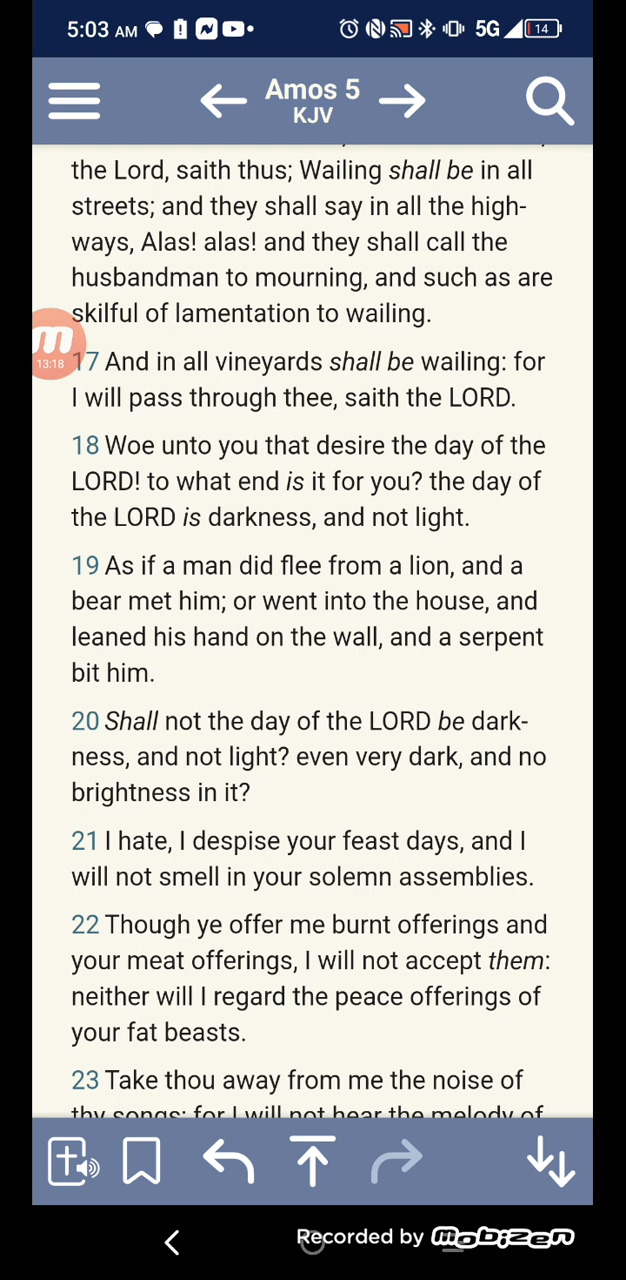 5:03 AM
5G
14
Amos 5
KJV
the Lord, saith thus; Wailing shall be in all
streets; and they shall say in all the high-
ways, Alas! alas! and they shall call the
husbandman to mourning, and such as are
skilful of lamentation to wailing.
13:18
17 And in all vineyards shall be wailing: for
I will pass through thee, saith the LORD.
18 Woe unto you that desire the day of the
LORD! to what end is it for you? the day of
the LORD is darkness, and not light.
19 As if a man did flee from a lion, and a
bear met him; or went into the house, and
leaned his hand on the wall, and a serpent
bit him.
20 Shall not the day of the LORD be dark-
ness, and not light? even very dark, and no
brightness in it?
21 I hate, I despise your feast days, and I
will not smell in your solemn assemblies.
22 Though ye offer me burnt offerings and
your meat offerings, I will not accept them:
neither will I regard the peace offerings of
your fat beasts.
23 Take thou away from me the noise of
thy songs; for I will not hear the melody of
Recorded by Mobizen